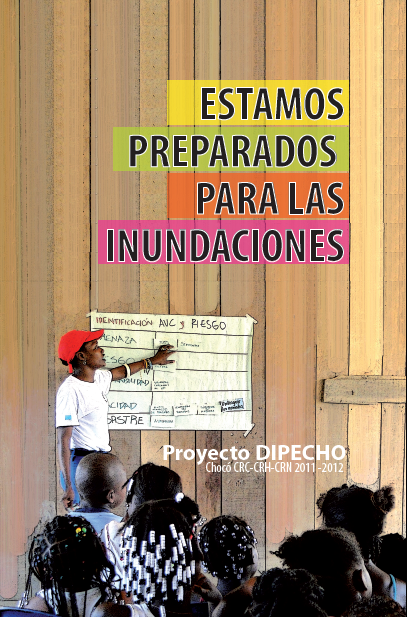 ESTAMOS
PREPARADOS
PARA LAS
INUNDACIONES
IDENTIFICACIÓN AVC y RIESGO
Proyecto DIPECHO
Chocó CRC-CRH-CRN 2011-2012